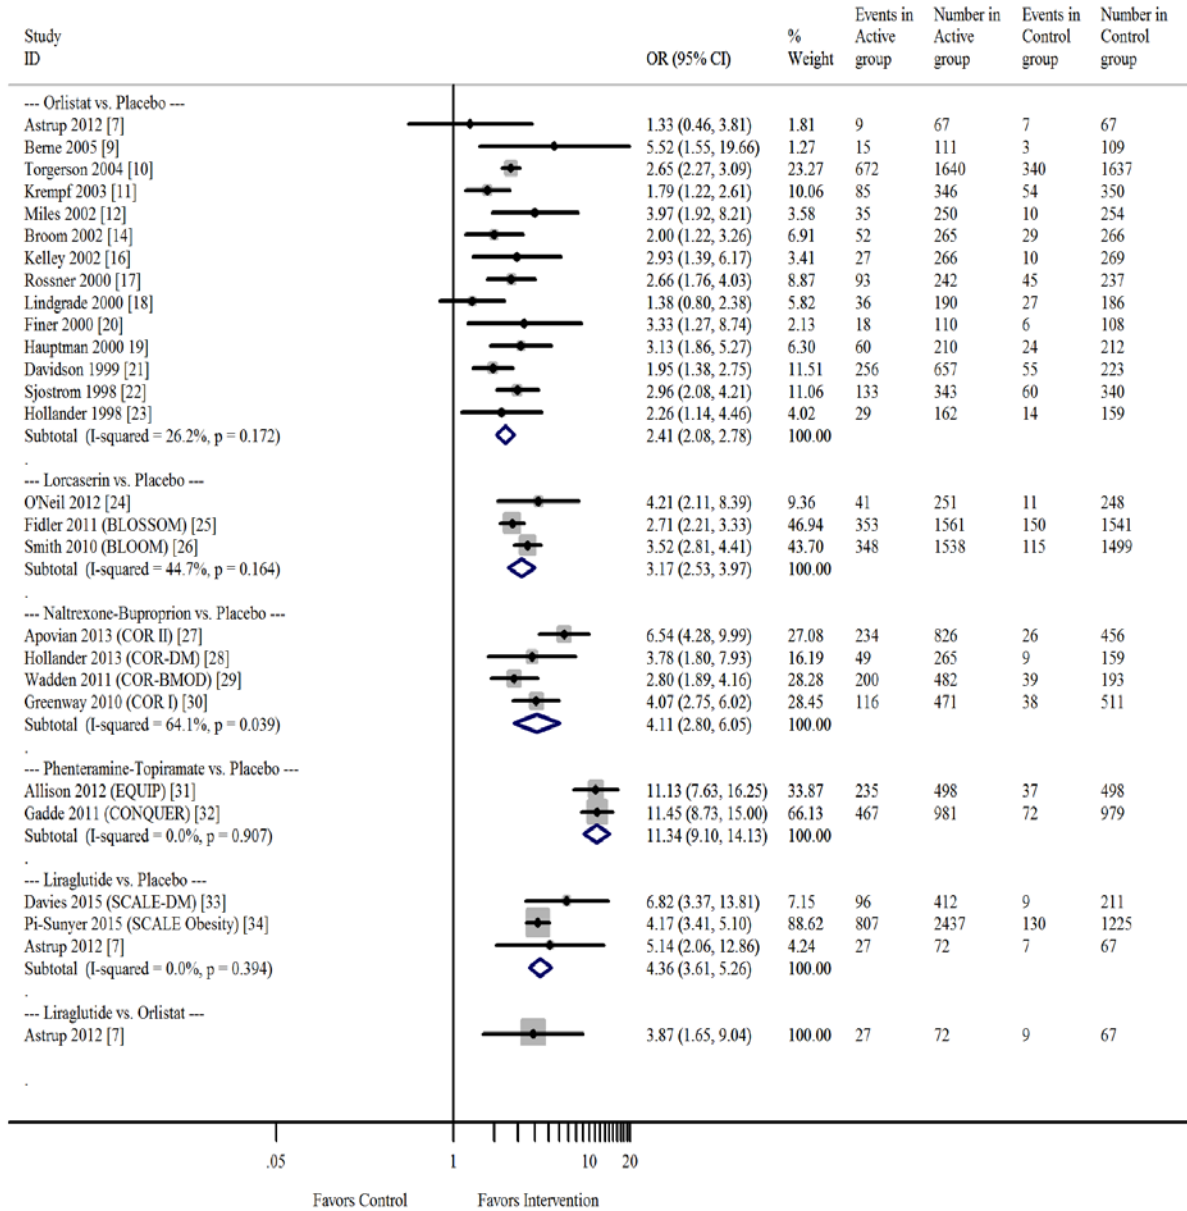 Study ID OR (95% CI) % Weight Events in Active group Number in Active group Events in Control group Number in Control group
--- Orlistat vs. Placebo ---
Astrup 2012 [7] 1.33 (0.46, 3.81) 1.81 9 67 7 67
Berne 2005 [9] 5.52 (1.55, 19.66) 1.27 15 111 3 109
Torgerson 2004 [10] 2.65 (2.27, 3.09) 23.27 672 1640 340 1637
Krempf 2003 [11] 1.79 (1.22, 2.61) 10.06 85 346 54 350
Miles 2002 [12] 3.97 (1.92, 8.21) 3.58 35 250 10 254
Broom 2002 [14] 2.00 (1.22, 3.26) 6.91 52 265 29 266
Kelley 2002 [16] 2.93 (1.39, 6.17) 3.41 27 266 10 269
Rossner 2000 [17] 2.66 (1.76, 4.03) 8.87 93 242 45 237
Lindgrade 2000 [18] 1.38 (0.80, 2.38) 5.82 36 190 27 186
Finer 2000 [20] 3.33 (1.27, 8.74) 2.13 18 110 6 108
Hauptman 2000 19] 3.13 (1.86, 5.27) 6.30 60 210 24 212
Davidson 1999 [21] 1.95 (1.38, 2.75) 11.51 256 657 55 223
Sjostrom 1998 [22] 2.96 (2.08, 4.21) 11.06 133 343 60 340
Hollander 1998 [23] 2.26 (1.14, 4.46) 4.02 29 162 14 159
Subtotal (I-squared = 26.2%, p = 0.172) 2.41 (2.08, 2.78) 100.00
.
--- Lorcaserin vs. Placebo ---
O'Neil 2012 [24] 4.21 (2.11, 8.39) 9.36 41 251 11 248
Fidler 2011 (BLOSSOM) [25] 2.71 (2.21, 3.33) 46.94 353 1561 150 1541
Smith 2010 (BLOOM) [26] 3.52 (2.81, 4.41) 43.70 348 1538 115 1499
Subtotal (I-squared = 44.7%, p = 0.164) 3.17 (2.53, 3.97) 100.00
.
--- Naltrexone-Buproprion vs. Placebo ---
Apovian 2013 (COR II) [27] 6.54 (4.28, 9.99) 27.08 234 826 26 456
Hollander 2013 (COR-DM) [28] 3.78 (1.80, 7.93) 16.19 49 265 9 159
Wadden 2011 (COR-BMOD) [29] 2.80 (1.89, 4.16) 28.28 200 482 39 193
Greenway 2010 (COR I) [30] 4.07 (2.75, 6.02) 28.45 116 471 38 511
Subtotal (I-squared = 64.1%, p = 0.039) 4.11 (2.80, 6.05) 100.00
.
--- Phenteramine-Topiramate vs. Placebo ---
Allison 2012 (EQUIP) [31] 11.13 (7.63, 16.25) 33.87 235 498 37 498
Gadde 2011 (CONQUER) [32] 11.45 (8.73, 15.00) 66.13 467 981 72 979
Subtotal (I-squared = 0.0%, p = 0.907) 11.34 (9.10, 14.13) 100.00
.
--- Liraglutide vs. Placebo ---
Davies 2015 (SCALE-DM) [33] 6.82 (3.37, 13.81) 7.15 96 412 9 211
Pi-Sunyer 2015 (SCALE Obesity) [34] 4.17 (3.41, 5.10) 88.62 807 2437 130 1225
Astrup 2012 [7] 5.14 (2.06, 12.86) 4.24 27 72 7 67
Subtotal (I-squared = 0.0%, p = 0.394) 4.36 (3.61, 5.26) 100.00
.
--- Liraglutide vs. Orlistat ---
Astrup 2012 [7] 3.87 (1.65, 9.04) 100.00 27 72 9 67
.
.05 1 10 20
Favors Control Favors Intervention